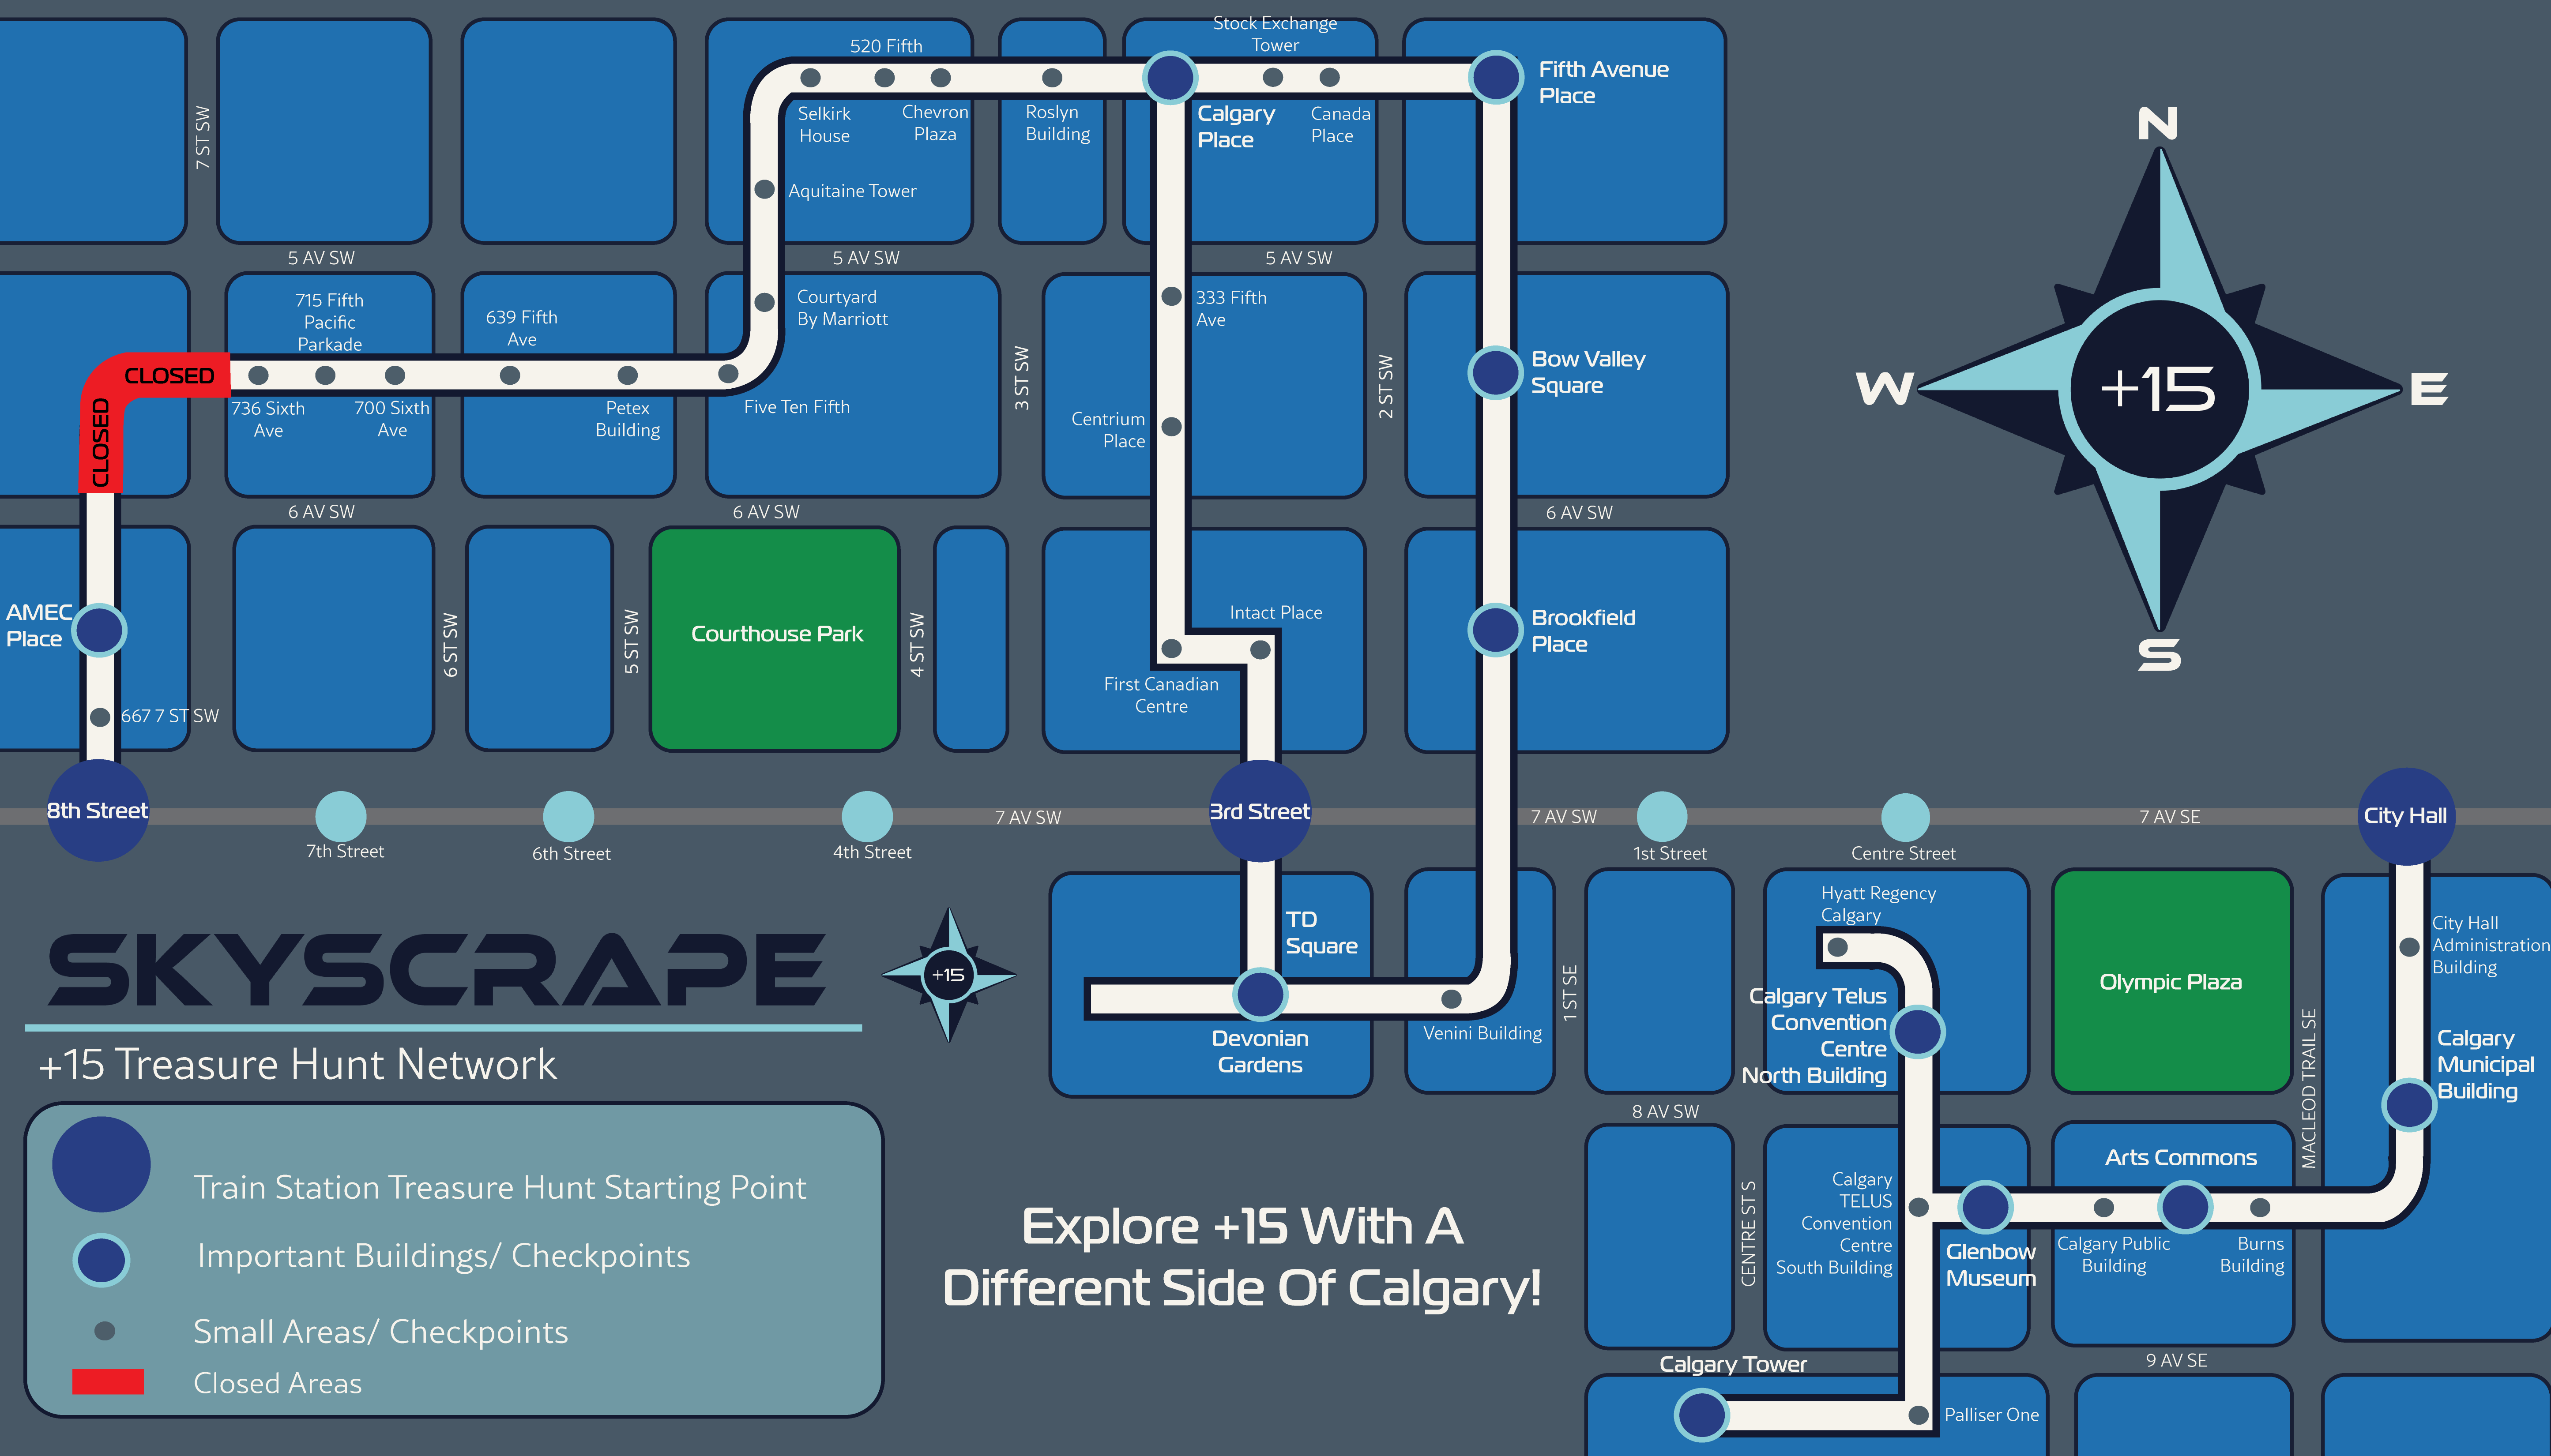 Stock Exchange
Tower
520 Fifth
Fifth Avenue
Place
Selkirk
House
Chevron
Plaza
Roslyn
Building
Calgary
Place
Canada
Place
7 ST SW
Aquitaine Tower
N
5 AV SW
5 AV SW
5 AV SW
715 Fifth
Pacific
Parkade
639 Fifth
Ave
Courtyard
By Marriott
333 Fifth
Ave
3 ST SW
2 ST SW
Bow Valley
Square
W
+15
E
CLOSED
CLOSED
736 Sixth
Ave
700 Sixth
Ave
Petex
Building
Five Ten Fifth
Centrium
Place
6 AV SW
6 AV SW
6 AV SW
AMEC
Place
6 ST SW
5 ST SW
Courthouse Park
4 ST SW
Intact Place
Brookfield
Place
S
First Canadian
Centre
667 7 ST SW
8th Street
7th Street
6th Street
4th Street
7 AV SW
3rd Street
7 AV SW
1st Street
Centre Street
7 AV SE
City Hall
Hyatt Regency
Calgary
TD
Square
City Hall
Administration
Building
SKYSCRAPE
+15
1 ST SE
Olympic Plaza
Calgary Telus
Convention
Centre
North Building
Devonian
Gardens
Venini Building
MACLEOD TRAIL SE
Calgary
Municipal
Building
+15 Treasure Hunt Network
8 AV SW
Train Station Treasure Hunt Starting Point
Important Buildings/ Checkpoints
Small Areas/ Checkpoints
Closed Areas
Explore +15 With A
Different Side Of Calgary!
CENTRE ST S
Calgary
TELUS
Convention
Centre
South Building
Arts Commons
Glenbow
Museum
Calgary Public
Building
Burns
Building
Calgary Tower
9 AV SE
Palliser One